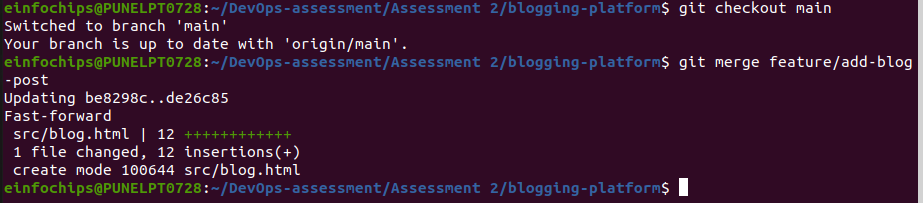 einfochips@PUNELPT0728:~/DevOps-assessment/Assessment 2/blogging-platform$ git checkout main
Switched to branch 'main'
Your branch is up to date with 'origin/main'.
einfochips@PUNELPT0728:~/DevOps-assessment/Assessment 2/blogging-platform$ git merge feature/add-blog
-post
Updating be8298c..de26c85
Fast-forward
 src/blog.html | 12 ++++++++++++
 1 file changed, 12 insertions(+)
 create mode 100644 src/blog.html
einfochips@PUNELPT0728:~/DevOps-assessment/Assessment 2/blogging-platform$